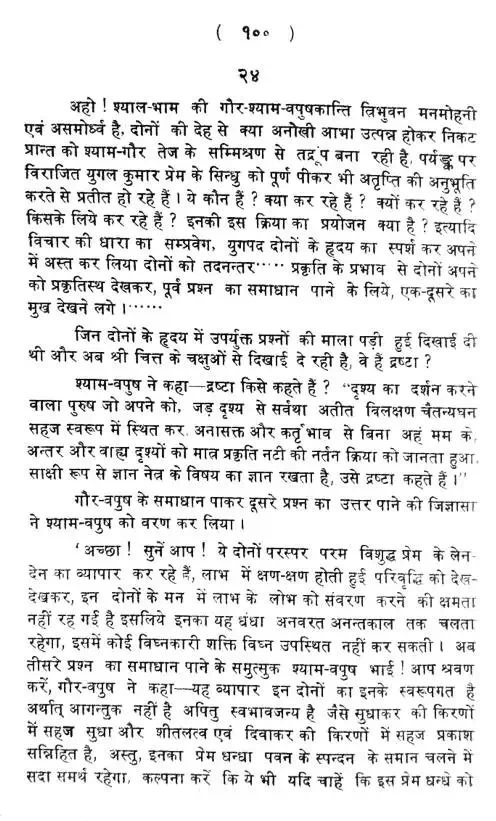 ( १०० )
२४
अहो ! श्याल-भाम की गौर-श्याम-वपुषकान्ति त्रिभुवन मनमोहनी
एवं असमोर्ध्व है, दोनों की देह से क्या अनोखी आभा उत्पन्न होकर निकट
प्रान्त को श्याम-गौर तेज के सम्मिश्रण से तद्रूप बना रही है, पर्यङ्क पर
विराजित युगल कुमार प्रेम के सिन्धु को पूर्ण पीकर भी अतृप्ति की अनुभूति
करते से प्रतीत हो रहे हैं । ये कौन हैं ? क्या कर रहे हैं ? क्यों कर रहे हैं ?
किसके लिये कर रहे हैं ? इनकी इस क्रिया का प्रयोजन क्या है ? इत्यादि
विचार की धारा का सम्प्रवेग, युगपद दोनों के हृदय का स्पर्श कर अपने
में अस्त कर लिया दोनों को तदनन्तर····· प्रकृति के प्रभाव से दोनों अपने
को प्रकृतिस्थ देखकर, पूर्व प्रश्न का समाधान पाने के लिये, एक-दूसरे का
मुख देखने लगे ।······
जिन दोनों के हृदय में उपर्युक्त प्रश्नों की माला पड़ी हुई दिखाई दी
थी और अब श्री चित्त के चक्षुओं से दिखाई दे रही है, वे हैं द्रष्टा ?
श्याम-वपुष ने कहा—द्रष्टा किसे कहते हैं ? "दृश्य का दर्शन करने
वाला पुरुष जो अपने को, जड़ दृश्य से सर्वथा अतीत विलक्षण चैतन्यघन
सहज स्वरूप में स्थित कर, अनासक्त और कर्तृभाव से बिना अहं मम के,
अन्तर और वाह्य दृश्यों को मात्र प्रकृति नटी की नर्तन क्रिया को जानता हुआ,
साक्षी रूप से ज्ञान नेत्र के विषय का ज्ञान रखता है, उसे द्रष्टा कहते हैं ।"
गौर-वपुष के समाधान पाकर दूसरे प्रश्न का उत्तर पाने की जिज्ञासा
ने श्याम-वपुष को वरण कर लिया ।
'अच्छा! सुनें आप! ये दोनों परस्पर परम विशुद्ध प्रेम के लेन-
देन का व्यापार कर रहे हैं, लाभ में क्षण-क्षण होती हुई परिवृद्धि को देख-
देखकर, इन दोनों के मन में लाभ के लोभ को संवरण करने की क्षमता
नहीं रह गई है इसलिये इनका यह धंधा अनवरत अनन्तकाल तक चलता
रहेगा, इसमें कोई विघ्नकारी शक्ति विघ्न उपस्थित नहीं कर सकती । अब
तीसरे प्रश्न का समाधान पाने के समुत्सुक श्याम-वपुष भाई! आप श्रवण
करें, गौर-वपुष ने कहा—यह व्यापार इन दोनों का इनके स्वरूपगत है
अर्थात् आगन्तुक नहीं है अपितु स्वभावजन्य है जैसे सुधाकर की किरणों
में सहज सुधा और शीतलत्व एवं दिवाकर की किरणों में सहज प्रकाश
सन्निहित है, अस्तु, इनका प्रेम धन्धा पवन के स्पन्दन के समान चलने में
सदा समर्थ रहेगा, कल्पना करें कि ये भी यदि चाहें कि इस प्रेम धन्धे को